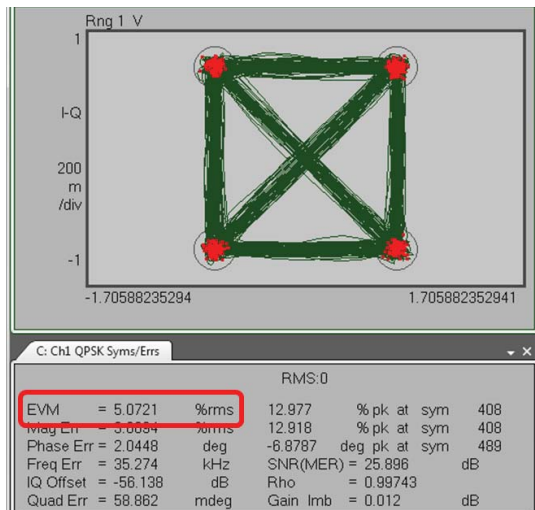 Rng 1 V
1
I-Q
200
m
/div
-1
-1.70588235294 1.705882352941
C: Ch1 QPSK Syms/Errs
RMS:0
EVM = 5.0721 %rms 12.977 % pk at sym 408
Mag Err = %rms 12.918 % pk at sym 408
Phase Err = 2.0448 deg -6.8787 deg pk at sym 489
Freq Err = 35.274 kHz SNR(MER) = 25.896 dB
IQ Offset = -56.138 dB Rho = 0.99743
Quad Err = 58.862 mdeg Gain Imb = 0.012 dB